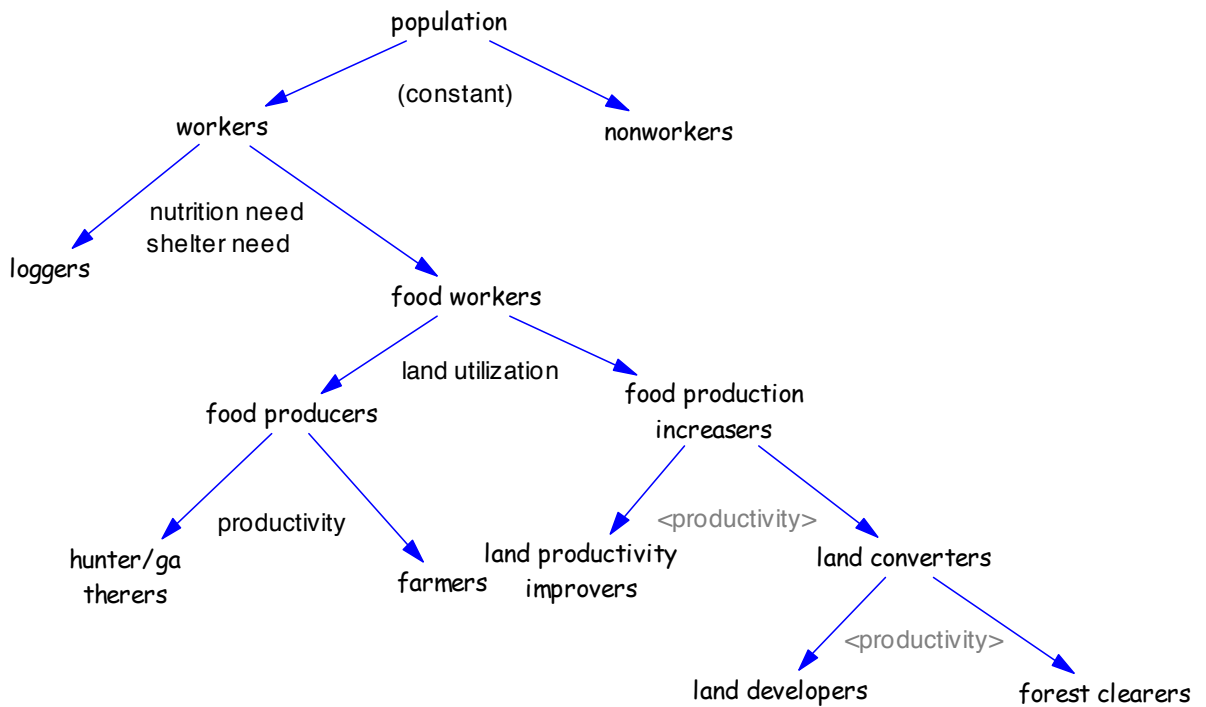 population
(constant)
workers
nonworkers
nutrition need
shelter need
loggers
food workers
land utilization
food producers
food production
increasers
productivity
<productivity>
hunter/ga
therers
farmers
land productivity
improvers
land converters
<productivity>
land developers
forest clearers